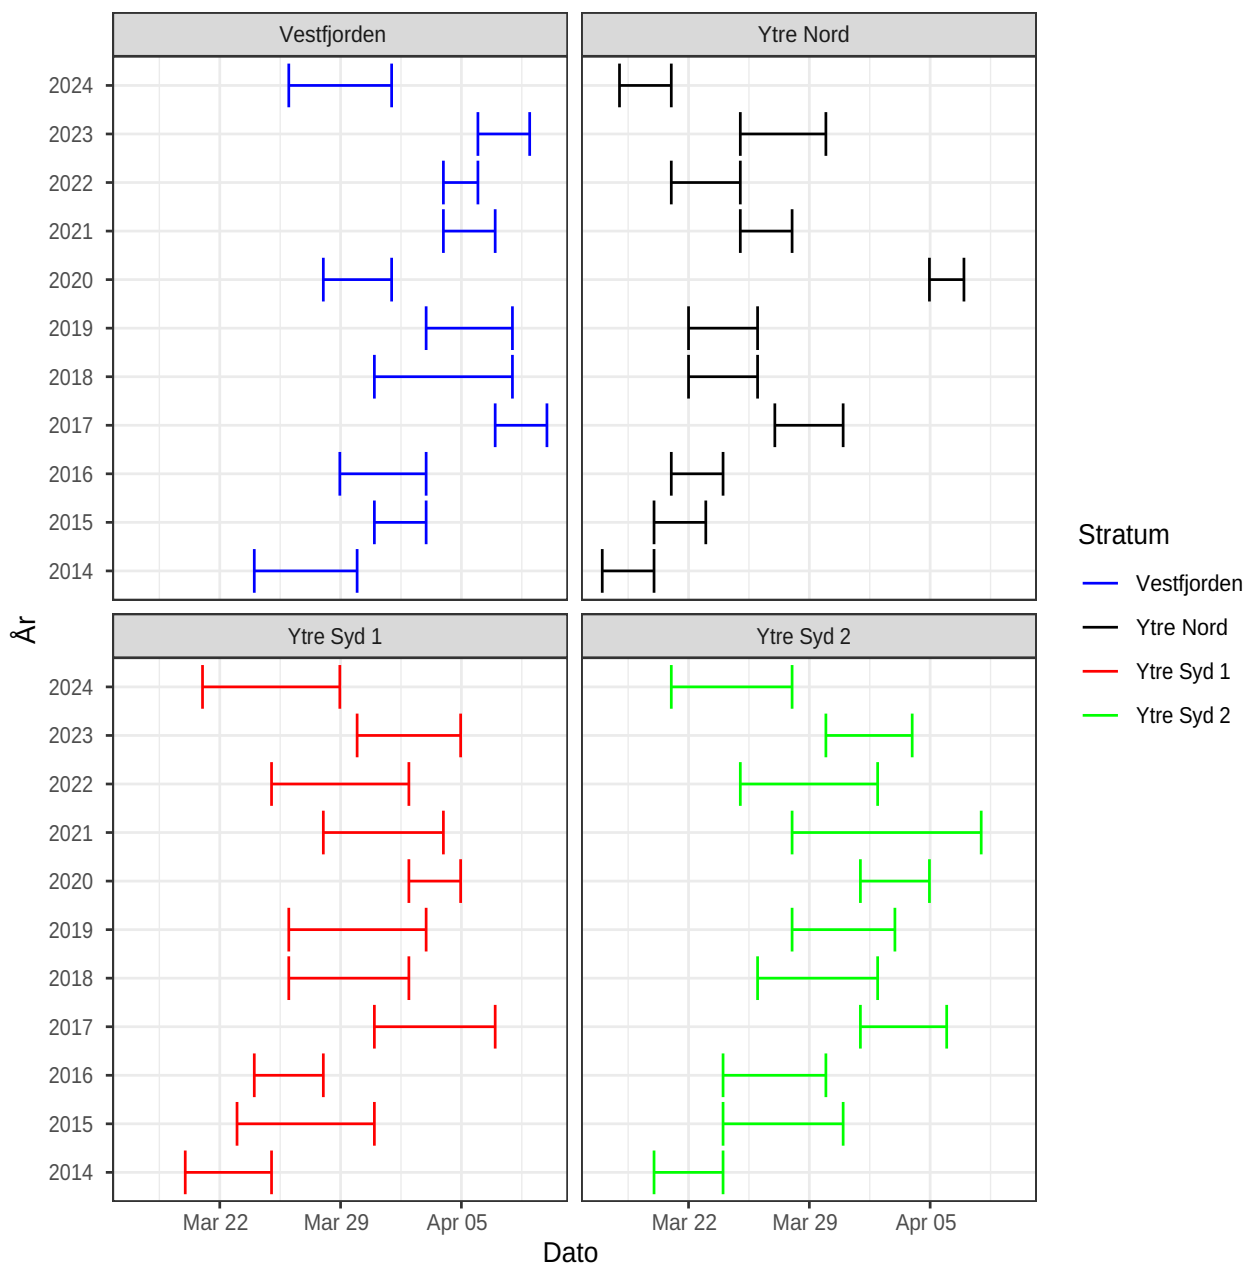 Vestfjorden
Ytre Nord
2024
2023
2022
2021
2020
2019
2018
2017
2016
2015
2014
År
Ytre Syd 1
Ytre Syd 2
2024
2023
2022
2021
2020
2019
2018
2017
2016
2015
2014
Mar 22
Mar 29
Apr 05
Mar 22
Mar 29
Apr 05
Dato
Stratum
Vestfjorden
Ytre Nord
Ytre Syd 1
Ytre Syd 2